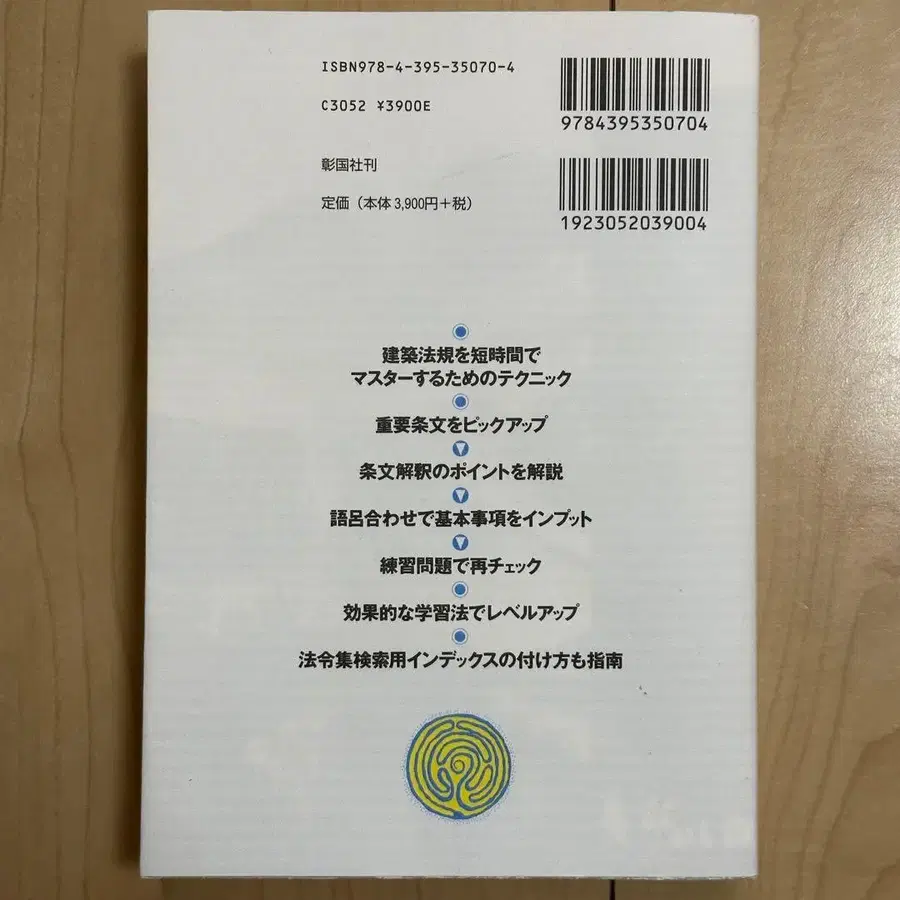 ISBN978-4-395-35070-4
C3052 ¥3900E
9784395350704
彰国社刊
定価（本体3,900円＋税）
1923052039004
建築法規を短時間で
マスターするためのテクニック
重要条文をピックアップ
条文解釈のポイントを解説
語呂合わせで基本事項をインプット
練習問題で再チェック
効果的な学習法でレベルアップ
法令集検索用インデックスの付け方も指南